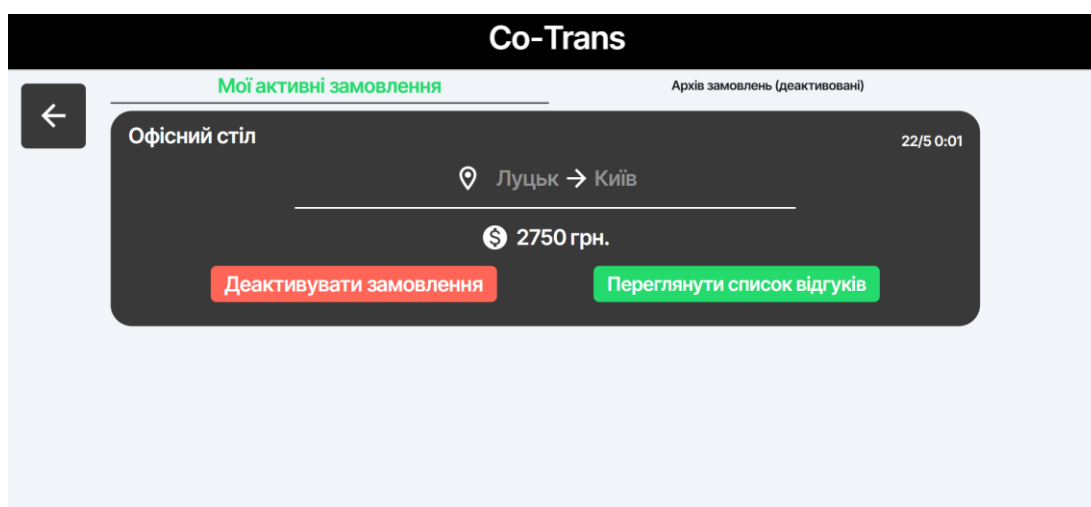 Co-Trans
Мої активні замовлення
Архів замовлень (деактивовані)
Офісний стіл
22/5 0:01
Луцьк → Київ
$ 2750 грн.
Деактивувати замовлення
Переглянути список відгуків